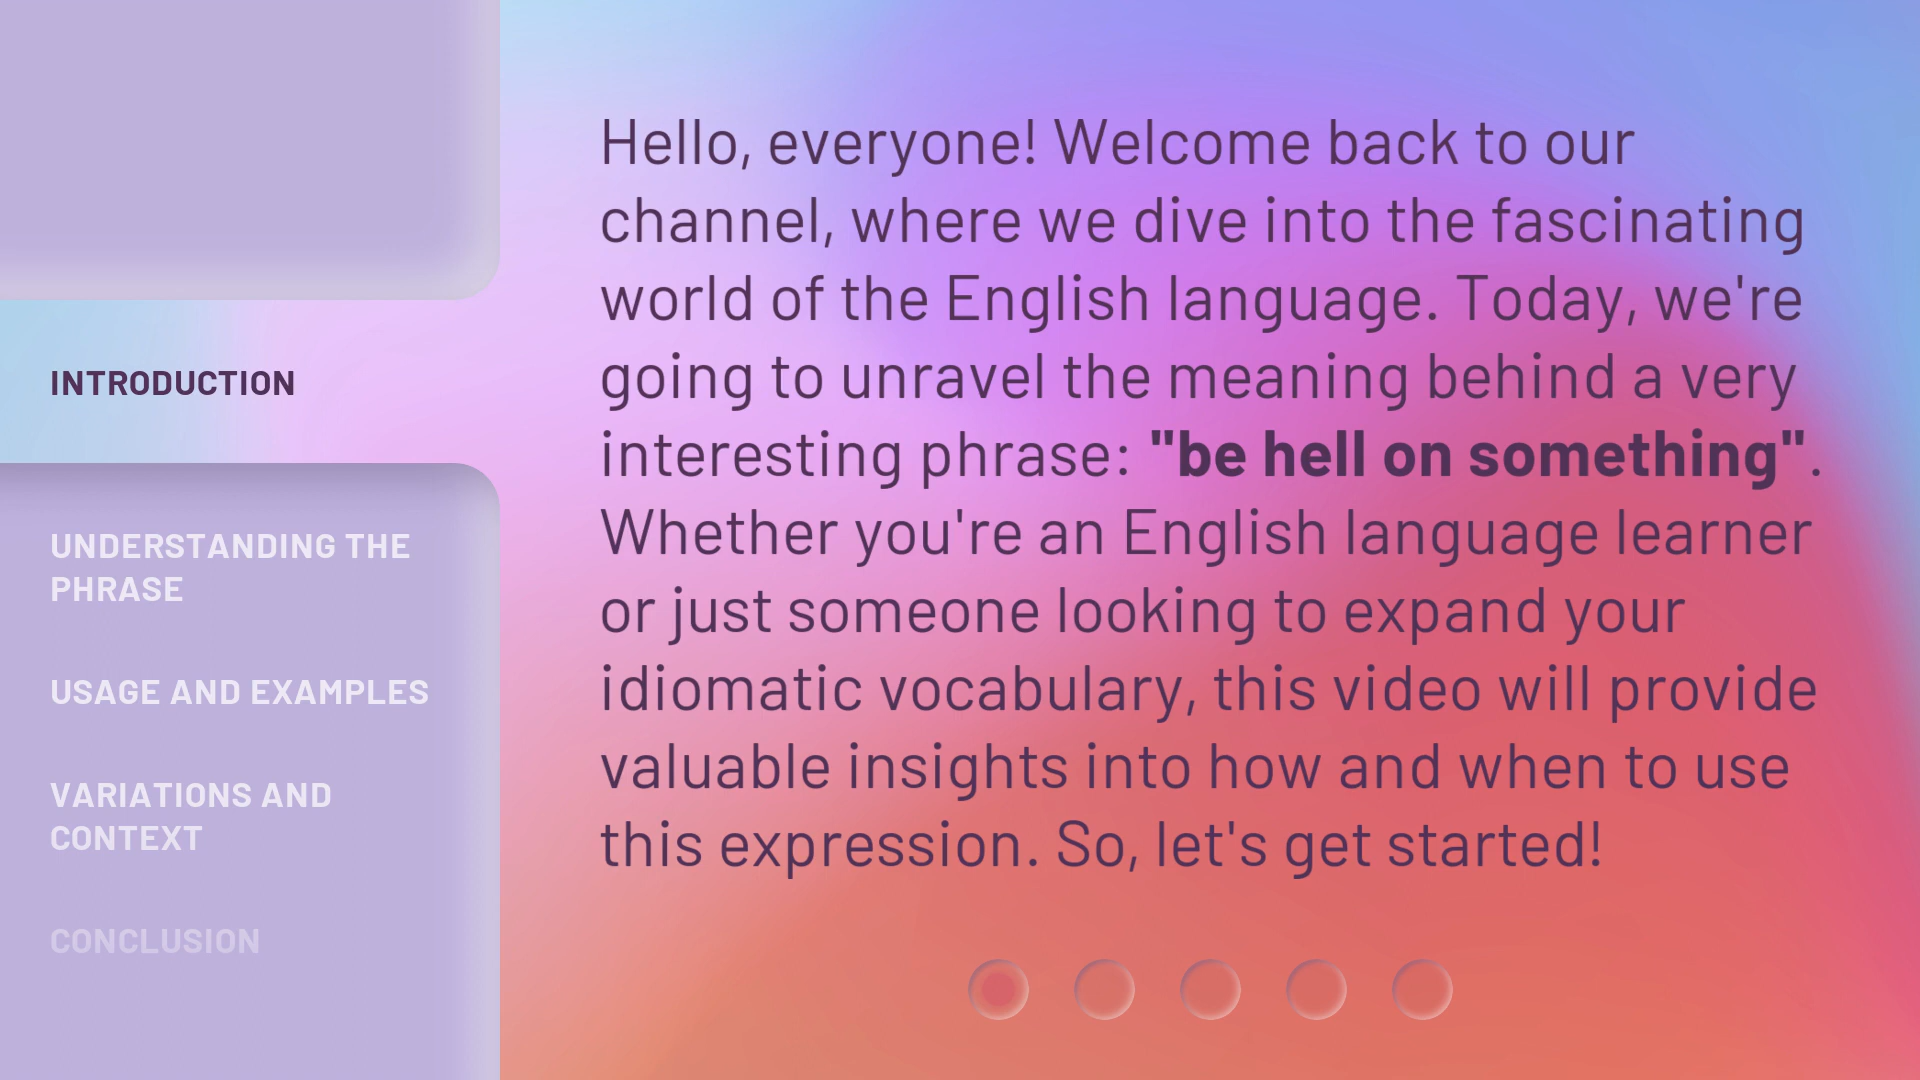 INTRODUCTION
UNDERSTANDING THE
PHRASE
USAGE AND EXAMPLES
VARIATIONS AND
CONTEXT
CONCLUSION
Hello, everyone! Welcome back to our
channel, where we dive into the fascinating
world of the English language. Today, we're
going to unravel the meaning behind a very
interesting phrase: "be hell on something".
Whether you're an English language learner
or just someone looking to expand your
idiomatic vocabulary, this video will provide
valuable insights into how and when to use
this expression. So, let's get started!